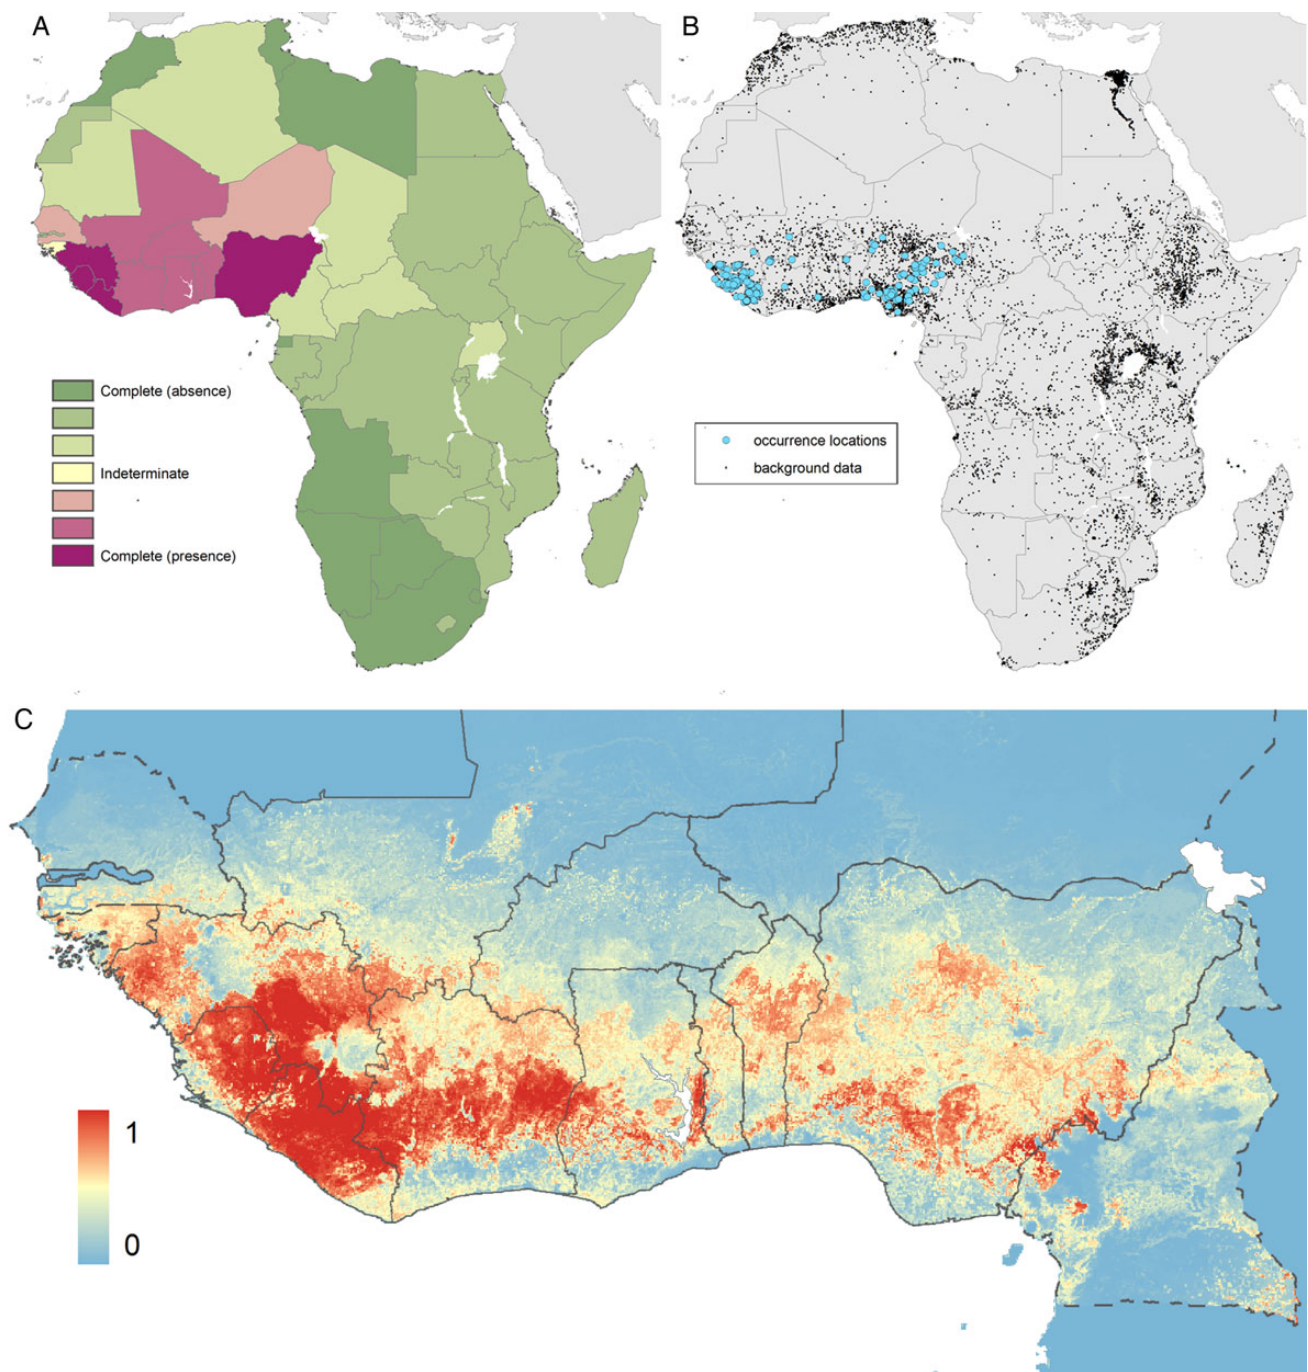 A
B
Complete (absence)
Indeterminate
Complete (presence)
occurrence locations
background data
C
1
0